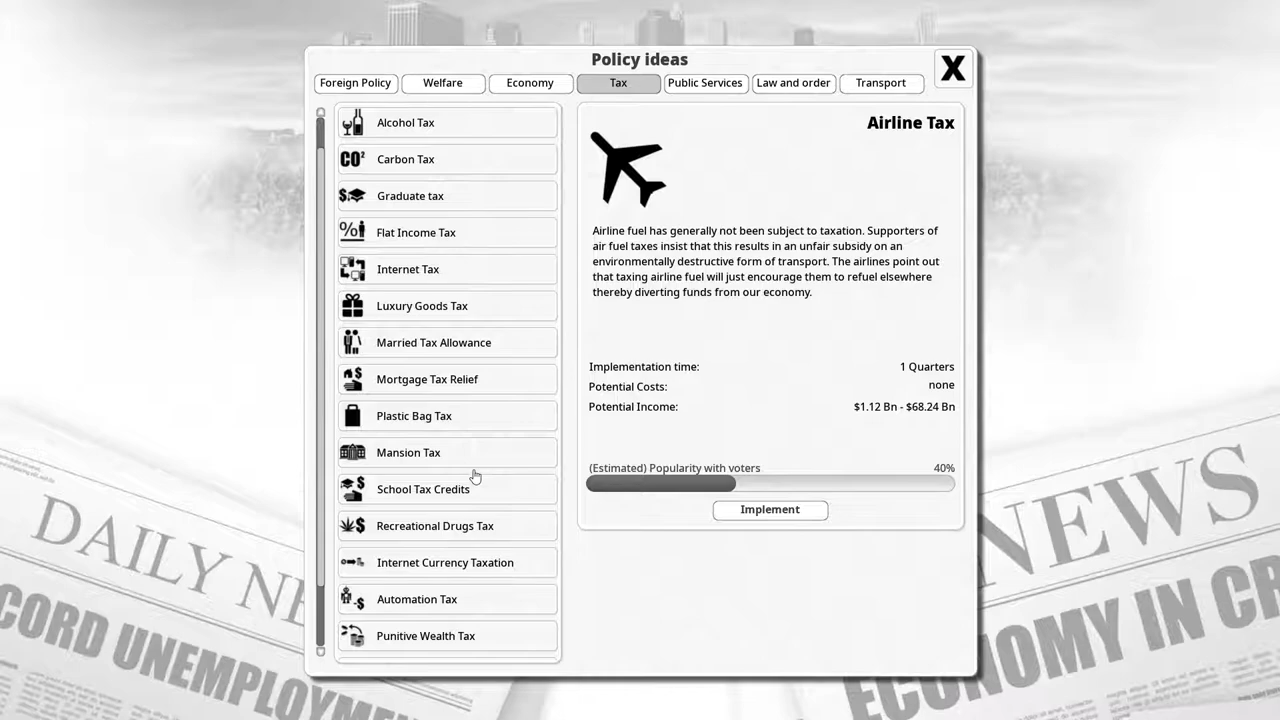 Policy ideas
X
Foreign Policy
Welfare
Economy
Tax
Public Services
Law and order
Transport
Alcohol Tax
CO² Carbon Tax
$ Graduate tax
% Flat Income Tax
Internet Tax
Luxury Goods Tax
Married Tax Allowance
$ Mortgage Tax Relief
Plastic Bag Tax
Mansion Tax
$ School Tax Credits
$ Recreational Drugs Tax
Internet Currency Taxation
$ Automation Tax
Punitive Wealth Tax
Airline Tax
Airline fuel has generally not been subject to taxation. Supporters of
air fuel taxes insist that this results in an unfair subsidy on an
environmentally destructive form of transport. The airlines point out
that taxing airline fuel will just encourage them to refuel elsewhere
thereby diverting funds from our economy.
Implementation time: 1 Quarters
Potential Costs: none
Potential Income: $1.12 Bn - $68.24 Bn
(Estimated) Popularity with voters 40%
Implement
DAILY NE
CORD UNEMPLOYM
NEWS
ECONOMY IN CR